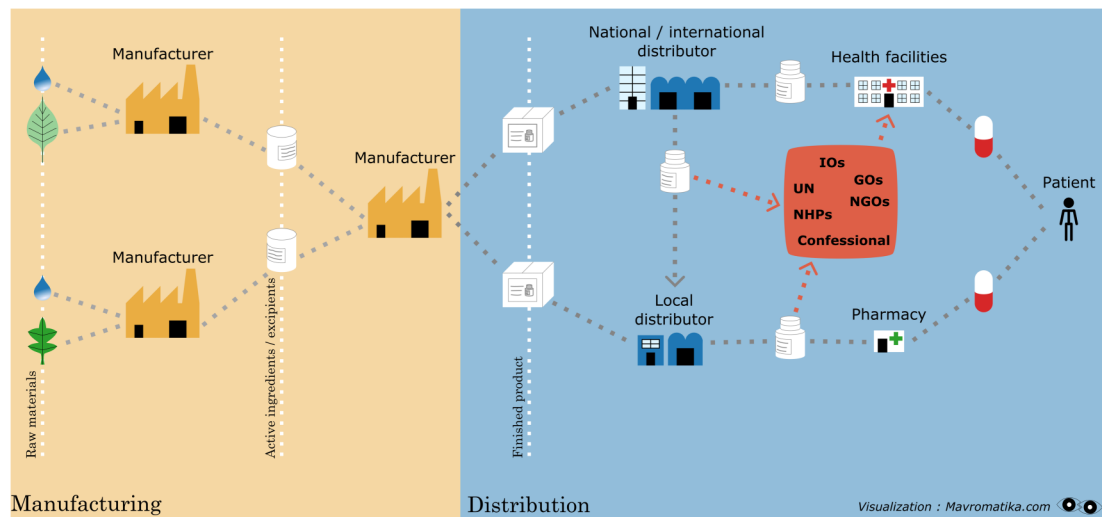 Manufacturer
Manufacturer
Manufacturer
Raw materials
Active ingredients / excipients
Manufacturing
National / international
distributor
Health facilities
IOs
GOs
UN
NGOs
NHPs
Confessional
Patient
Local
distributor
Pharmacy
Finished product
Distribution
Visualization : Mavromatika.com